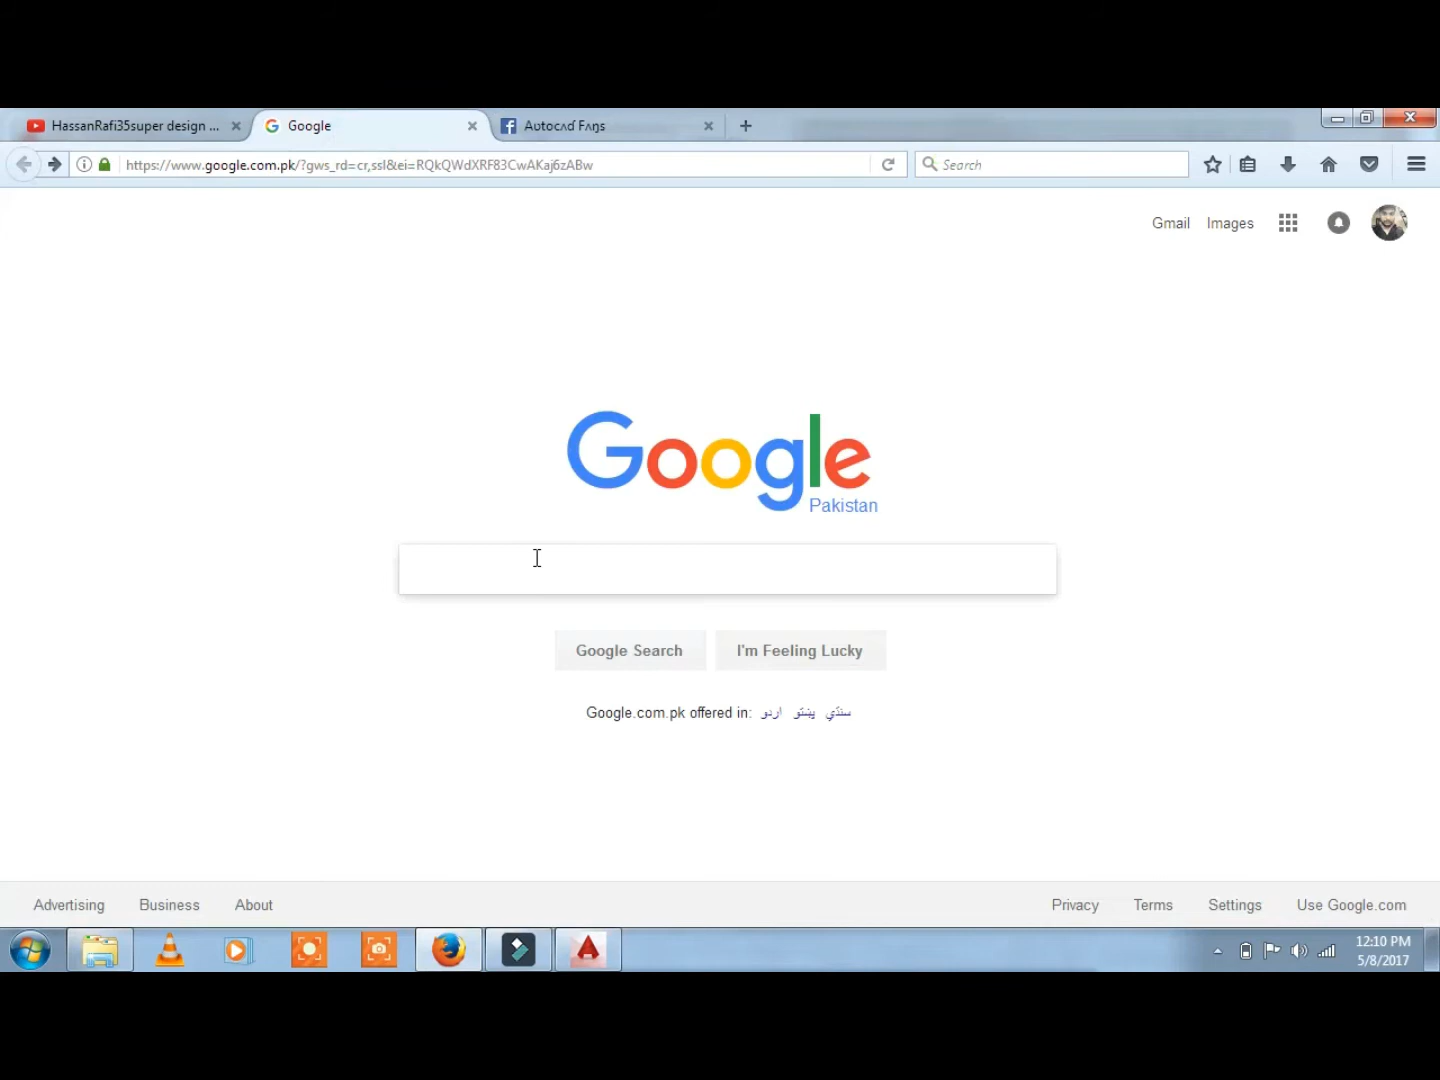 HassanRafi35super design ...
Google
Aυtocʌd Fʌŋs
https://www.google.com.pk/?gws_rd=cr,ssl&ei=RQkQWdXRF83CwAKaj6zABw
Search
Gmail
Images
Google
Pakistan
Google Search
I'm Feeling Lucky
Google.com.pk offered in: اردو پښتو سنڌي
Advertising
Business
About
Privacy
Terms
Settings
Use Google.com
12:10 PM
5/8/2017